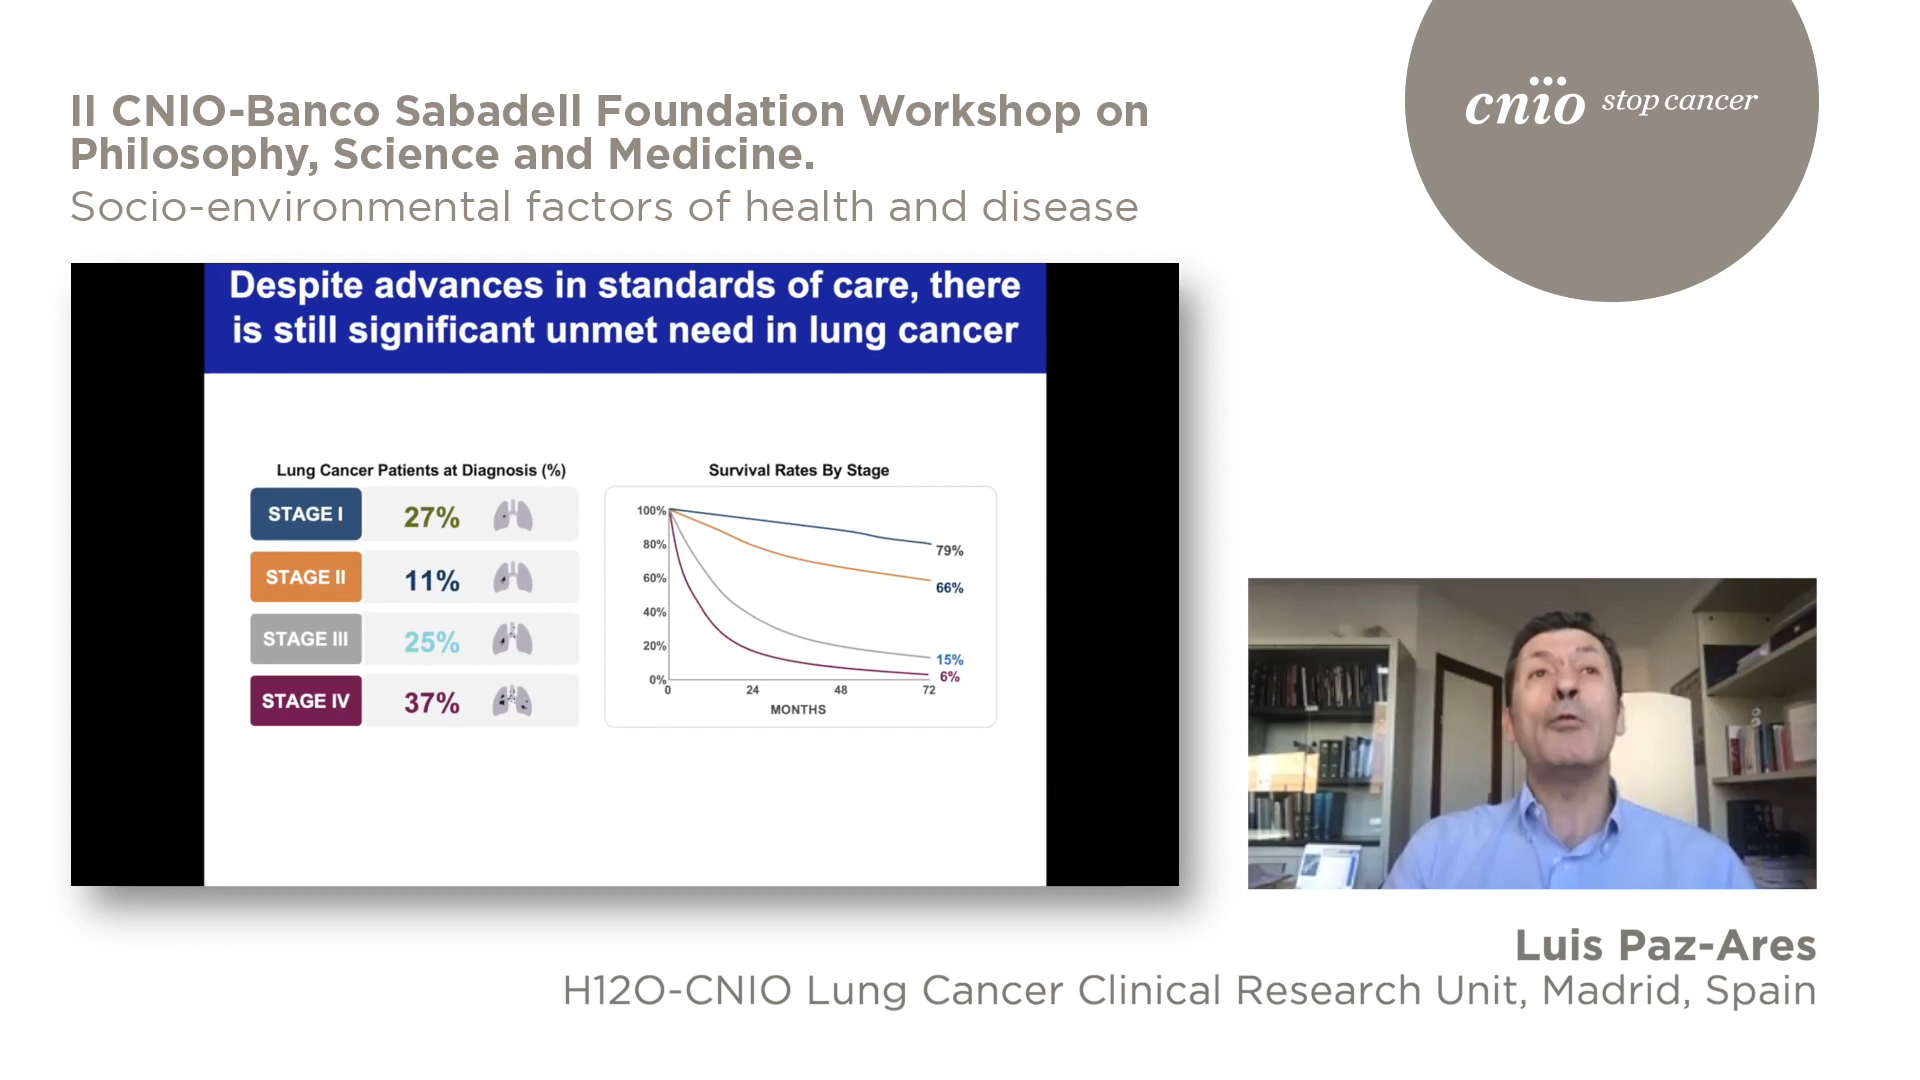 II CNIO-Banco Sabadell Foundation Workshop on
Philosophy, Science and Medicine.
Socio-environmental factors of health and disease
cnio stop cancer
Despite advances in standards of care, there
is still significant unmet need in lung cancer
Lung Cancer Patients at Diagnosis (%)
STAGE I 27%
STAGE II 11%
STAGE III 25%
STAGE IV 37%
Survival Rates By Stage
100%
80%
60%
40%
20%
0%
0 24 48 72
MONTHS
79%
66%
15%
6%
Luis Paz-Ares
H12O-CNIO Lung Cancer Clinical Research Unit, Madrid, Spain